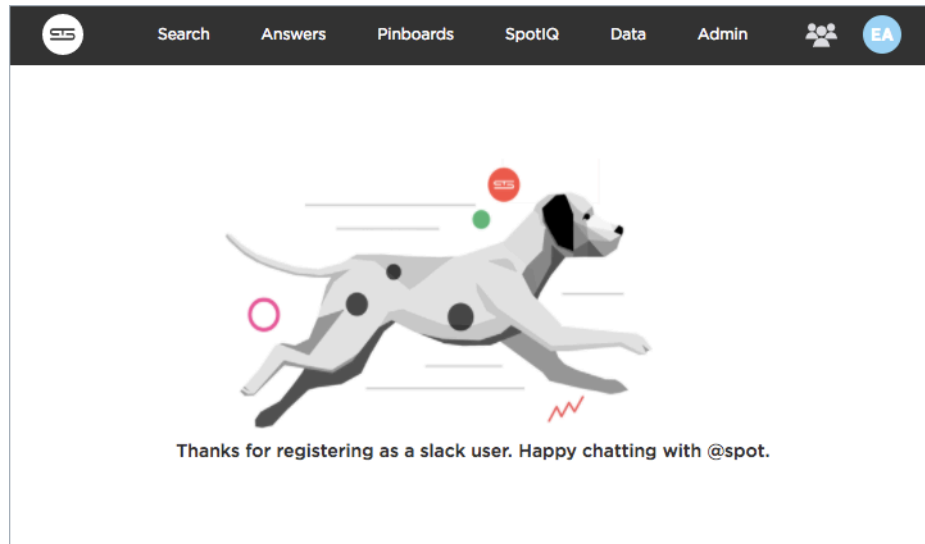 Search Answers Pinboards SpotIQ Data Admin EA
Thanks for registering as a slack user. Happy chatting with @spot.